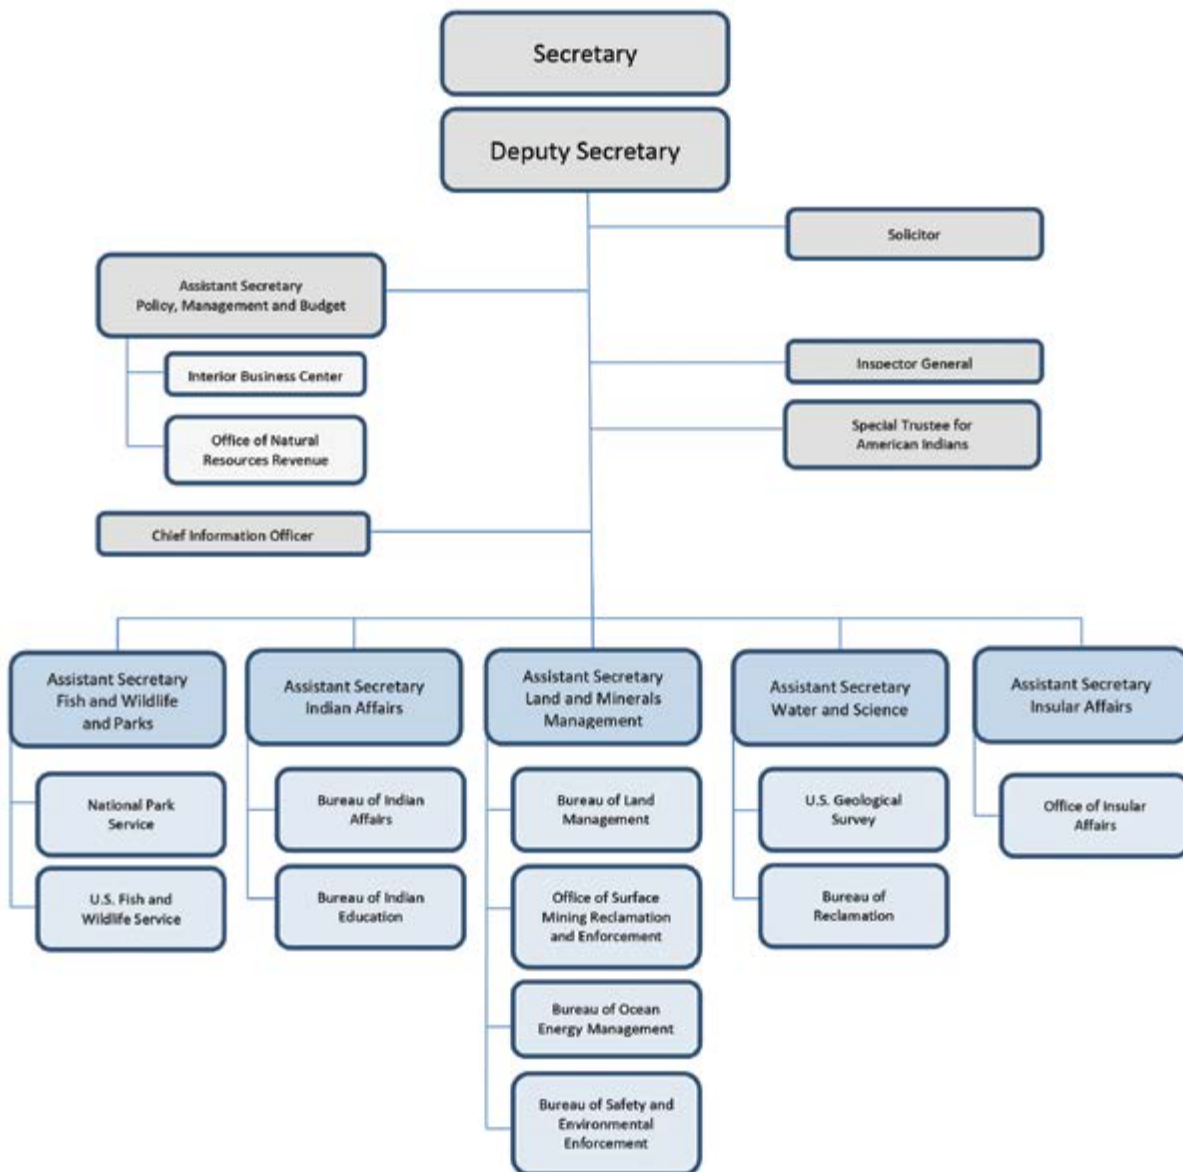 Secretary
Deputy Secretary
Solicitor
Assistant Secretary
Policy, Management and Budget
Interior Business Center
Inspector General
Office of Natural
Resources Revenue
Special Trustee for
American Indians
Chief Information Officer
Assistant Secretary
Fish and Wildlife
and Parks
Assistant Secretary
Indian Affairs
Assistant Secretary
Land and Minerals
Management
Assistant Secretary
Water and Science
Assistant Secretary
Insular Affairs
National Park
Service
Bureau of Indian
Affairs
Bureau of Land
Management
U.S. Geological
Survey
Office of Insular
Affairs
U.S. Fish and
Wildlife Service
Bureau of Indian
Education
Office of Surface
Mining Reclamation
and Enforcement
Bureau of
Reclamation
Bureau of Ocean
Energy Management
Bureau of Safety and
Environmental
Enforcement